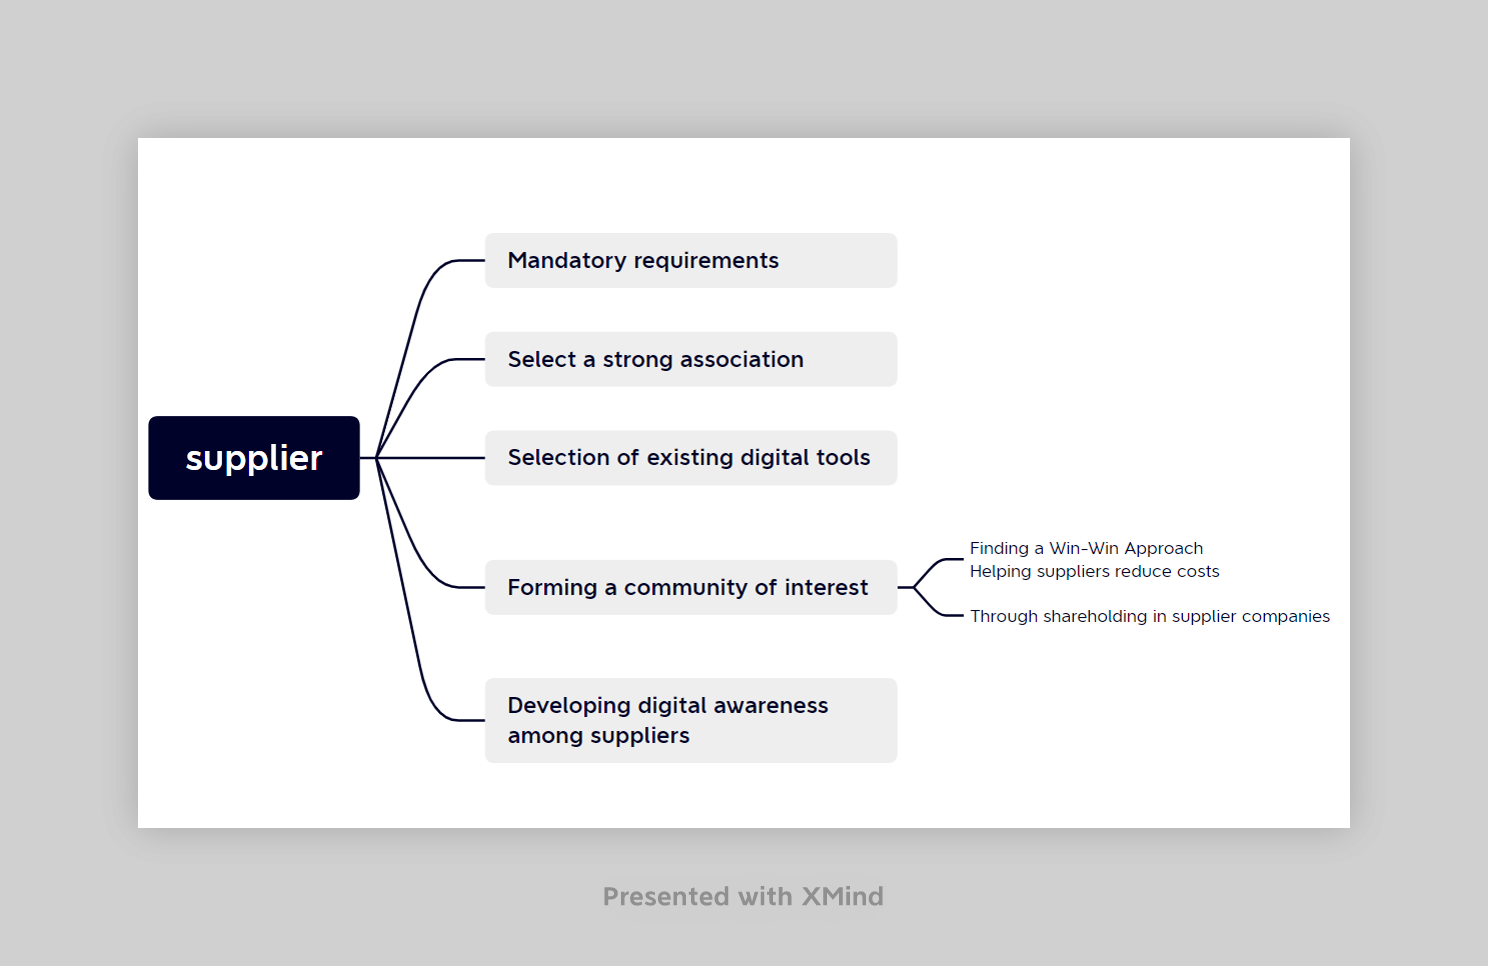 Mandatory requirements
Select a strong association
supplier
Selection of existing digital tools
Forming a community of interest
Finding a Win-Win Approach
Helping suppliers reduce costs
Through shareholding in supplier companies
Developing digital awareness
among suppliers
Presented with XMind